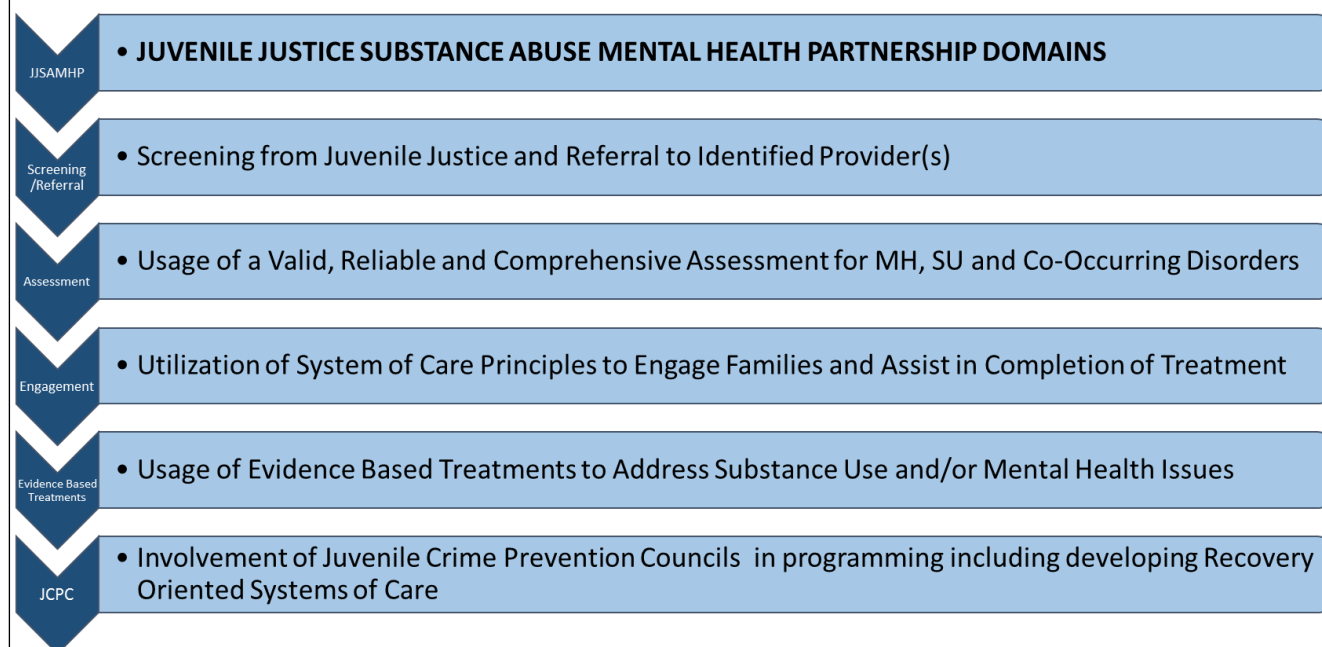 JJSAMHP
• JUVENILE JUSTICE SUBSTANCE ABUSE MENTAL HEALTH PARTNERSHIP DOMAINS
Screening
/Referral
• Screening from Juvenile Justice and Referral to Identified Provider(s)
Assessment
• Usage of a Valid, Reliable and Comprehensive Assessment for MH, SU and Co-Occurring Disorders
Engagement
• Utilization of System of Care Principles to Engage Families and Assist in Completion of Treatment
Evidence Based
Treatments
• Usage of Evidence Based Treatments to Address Substance Use and/or Mental Health Issues
JCPC
• Involvement of Juvenile Crime Prevention Councils in programming including developing Recovery
Oriented Systems of Care